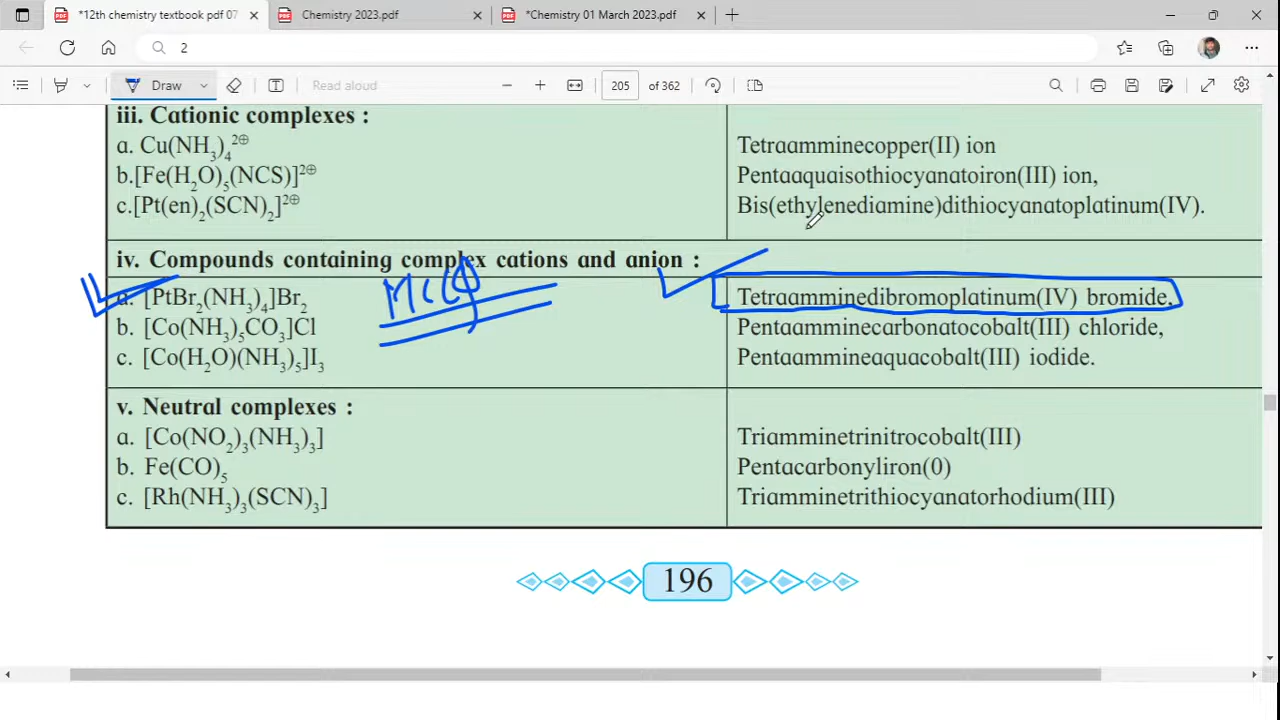 *12th chemistry textbook pdf 07
Chemistry 2023.pdf
*Chemistry 01 March 2023.pdf
2
Draw
Read aloud
205
of 362
iii. Cationic complexes :
a. Cu(NH₃)₄²⊕
Tetraamminecopper(II) ion
b.[Fe(H₂O)₅(NCS)]²⊕
Pentaaquaisothiocyanatoiron(III) ion,
c.[Pt(en)₂(SCN)₂]²⊕
Bis(ethylenediamine)dithiocyanatoplatinum(IV).
iv. Compounds containing complex cations and anion :
MCQ
a. [PtBr₂(NH₃)₄]Br₂
Tetraamminedibromoplatinum(IV) bromide,
b. [Co(NH₃)₅CO₃]Cl
Pentaamminecarbonatocobalt(III) chloride,
c. [Co(H₂O)(NH₃)₅]I₃
Pentaammineaquacobalt(III) iodide.
v. Neutral complexes :
a. [Co(NO₂)₃(NH₃)₃]
Triamminetrinitrocobalt(III)
b. Fe(CO)₅
Pentacarbonyliron(0)
c. [Rh(NH₃)₃(SCN)₃]
Triamminetrithiocyanatorhodium(III)
196